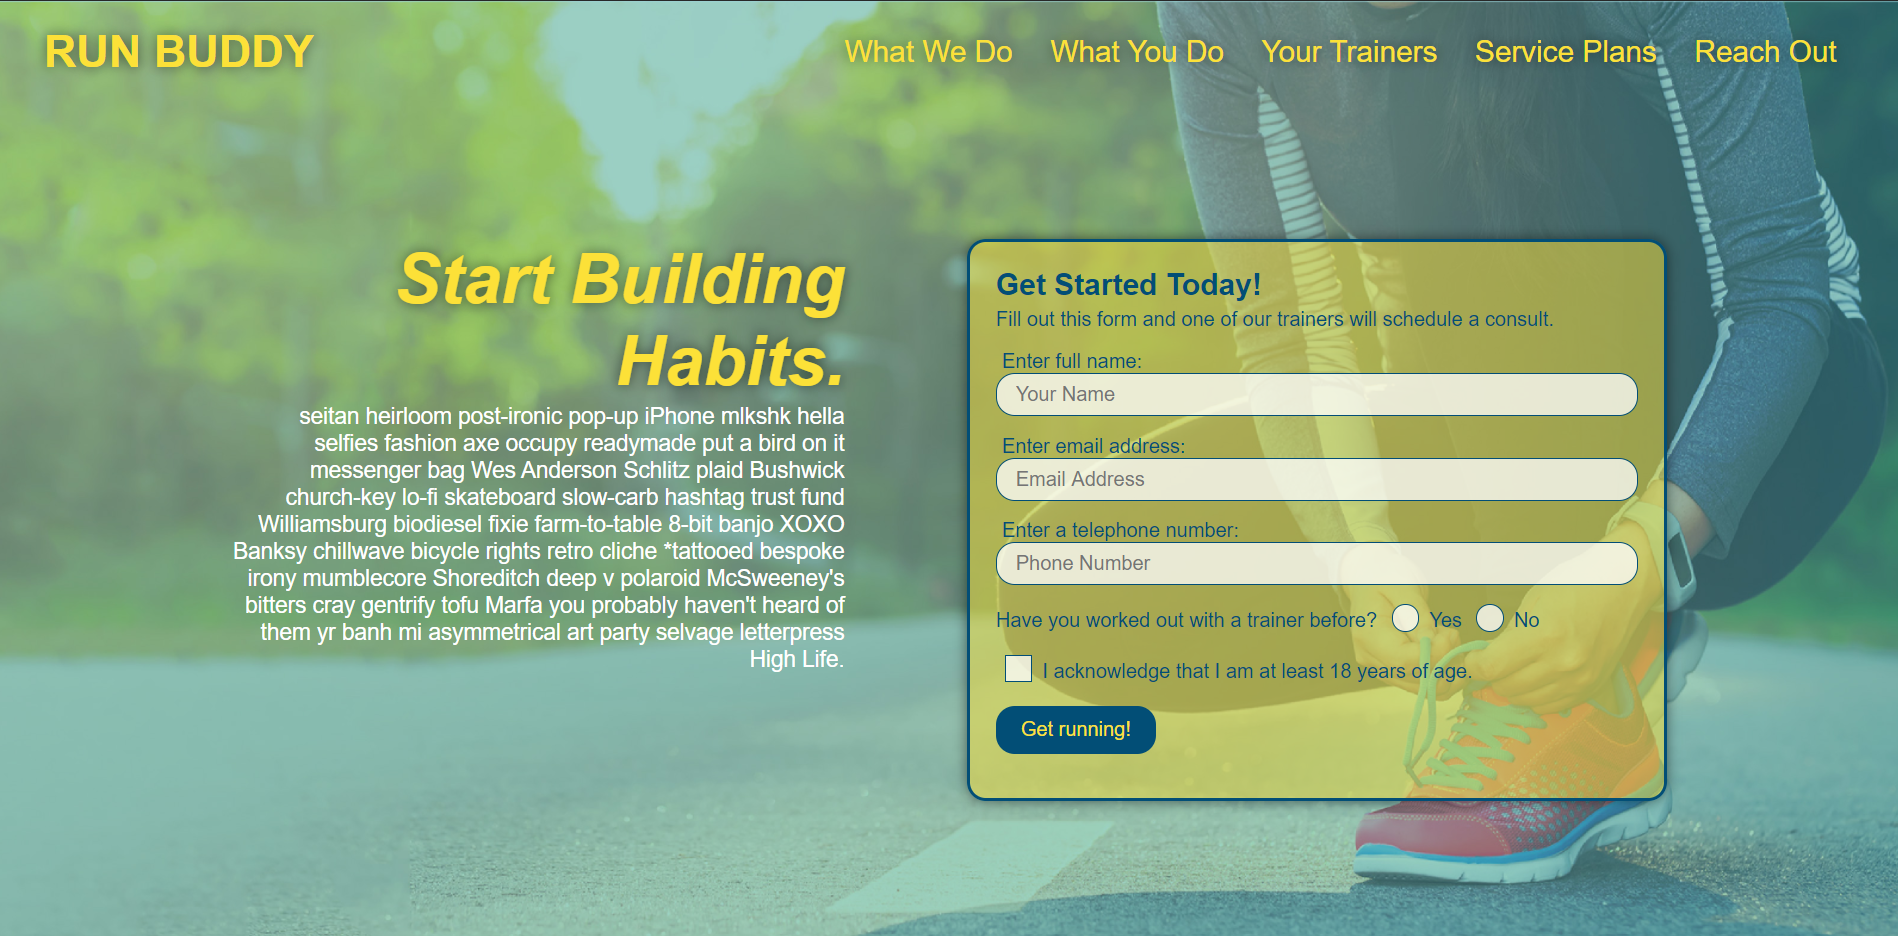 RUN BUDDY
What We Do What You Do Your Trainers Service Plans Reach Out
Start Building
Habits.
seitan heirloom post-ironic pop-up iPhone mlkshk hella
selfies fashion axe occupy readymade put a bird on it
messenger bag Wes Anderson Schlitz plaid Bushwick
church-key lo-fi skateboard slow-carb hashtag trust fund
Williamsburg biodiesel fixie farm-to-table 8-bit banjo XOXO
Banksy chillwave bicycle rights retro cliche *tattooed bespoke
irony mumblecore Shoreditch deep v polaroid McSweeney's
bitters cray gentrify tofu Marfa you probably haven't heard of
them yr banh mi asymmetrical art party selvage letterpress
High Life.
Get Started Today!
Fill out this form and one of our trainers will schedule a consult.
Enter full name:
Your Name
Enter email address:
Email Address
Enter a telephone number:
Phone Number
Have you worked out with a trainer before? Yes No
I acknowledge that I am at least 18 years of age.
Get running!